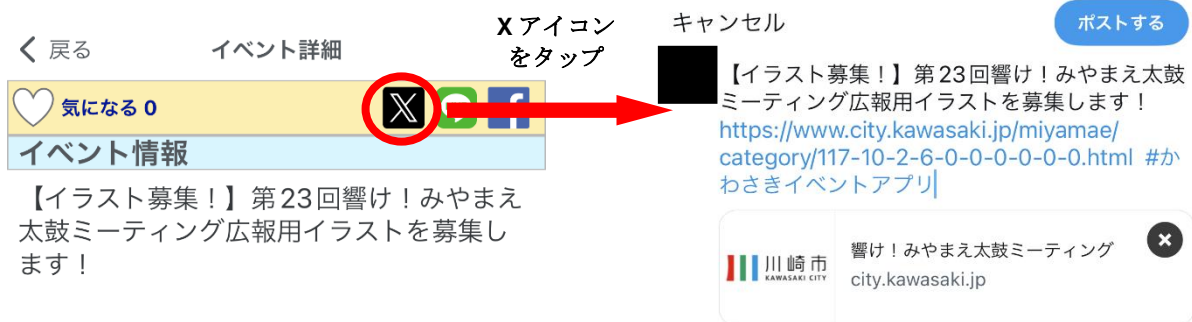 戻る
イベント詳細
気になる 0
イベント情報
【イラスト募集！】第23回響け！みやまえ
太鼓ミーティング広報用イラストを募集し
ます！
X アイコン
をタップ
キャンセル
ポストする
【イラスト募集！】第23回響け！みやまえ太鼓
ミーティング広報用イラストを募集します！
https://www.city.kawasaki.jp/miyamae/
category/117-10-2-6-0-0-0-0-0-0.html #か
わさきイベントアプリ
川崎市
KAWASAKI CITY
響け！みやまえ太鼓ミーティング
city.kawasaki.jp